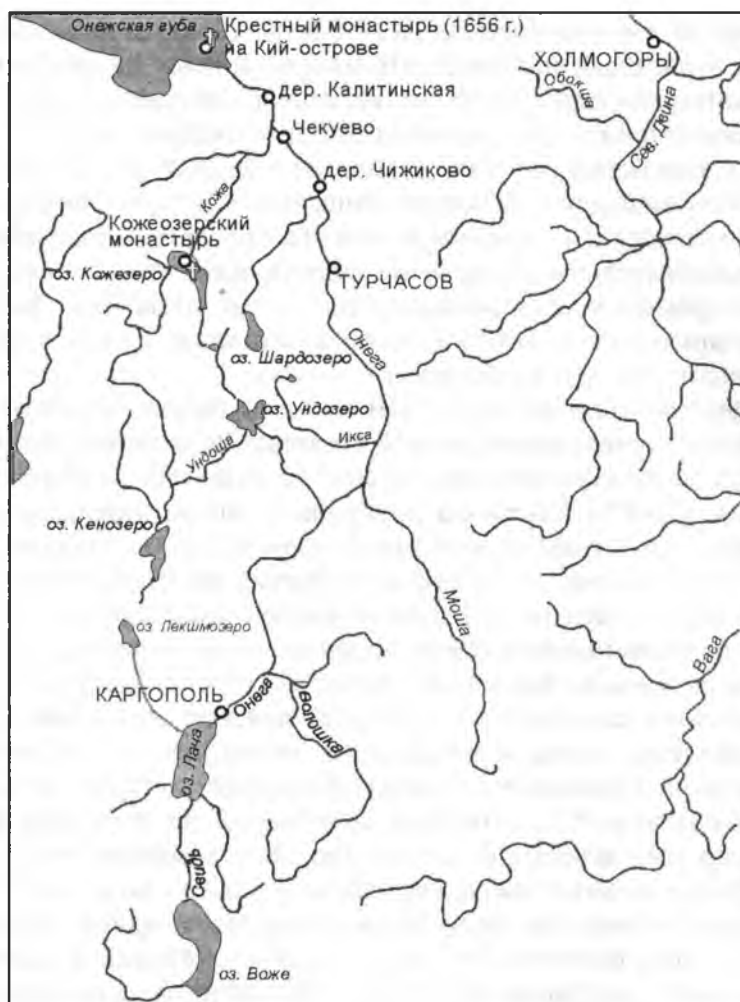 Онежская губа
Крестный монастырь (1656 г.)
на Кий-острове
ХОЛМОГОРЫ
дер. Калитинская
Обокша
Чекуево
Сев. Двина
дер. Чижиково
Кожа
Кожеозерский
монастырь
оз. Кажезеро
ТУРЧАСОВ
Онега
оз. Шардозеро
оз. Ундозеро
Икса
Ундоша
оз. Кенозеро
Моша
оз. Лекшмозеро
Вага
КАРГОПОЛЬ
Онега
Волошка
оз. Лача
Свидь
оз. Воже